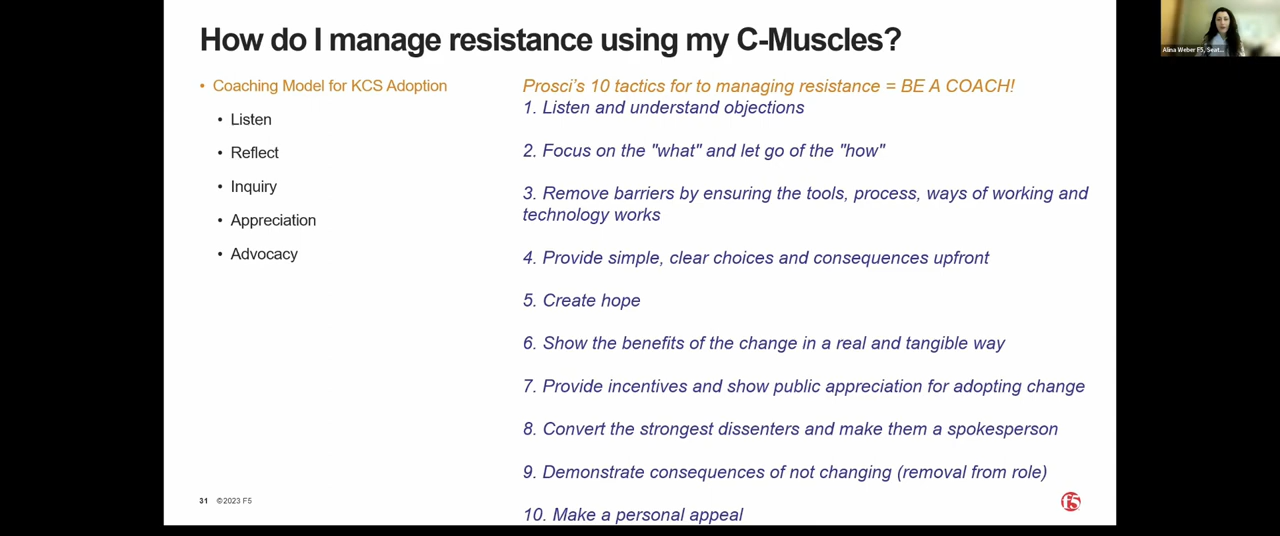 How do I manage resistance using my C-Muscles?
• Coaching Model for KCS Adoption
• Listen
• Reflect
• Inquiry
• Appreciation
• Advocacy
Prosci's 10 tactics for to managing resistance = BE A COACH!
1. Listen and understand objections
2. Focus on the "what" and let go of the "how"
3. Remove barriers by ensuring the tools, process, ways of working and
technology works
4. Provide simple, clear choices and consequences upfront
5. Create hope
6. Show the benefits of the change in a real and tangible way
7. Provide incentives and show public appreciation for adopting change
8. Convert the strongest dissenters and make them a spokesperson
9. Demonstrate consequences of not changing (removal from role)
10. Make a personal appeal
31 ©2023 F5
f5
Alina Weber F5, Seat...